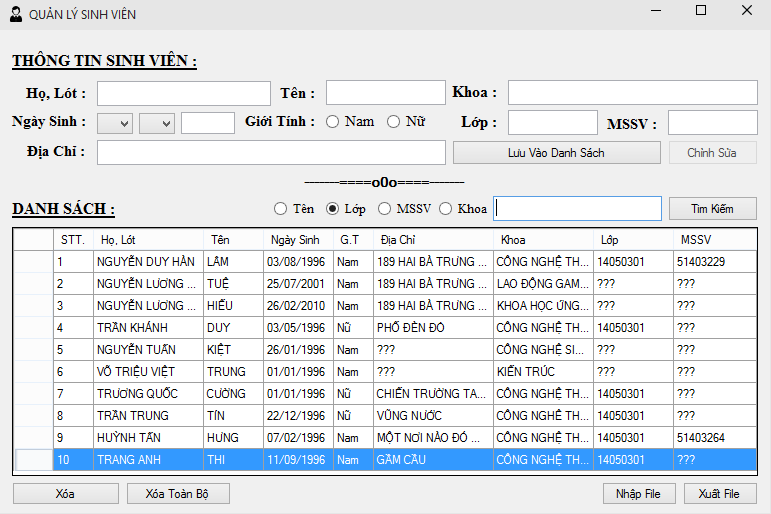 QUẢN LÝ SINH VIÊN
THÔNG TIN SINH VIÊN :
Họ, Lót : Tên : Khoa :
Ngày Sinh : Giới Tính : Nam Nữ Lớp : MSSV :
Địa Chỉ : Lưu Vào Danh Sách Chỉnh Sửa
-------====o0o====-------
DANH SÁCH : Tên Lớp MSSV Khoa Tìm Kiếm
STT. Họ, Lót Tên Ngày Sinh G.T Địa Chỉ Khoa Lớp MSSV
1 NGUYỄN DUY HÂN LÂM 03/08/1996 Nam 189 HAI BÀ TRƯNG ... CÔNG NGHỆ TH... 14050301 51403229
2 NGUYỄN LƯƠNG ... TUỆ 25/07/2001 Nam 189 HAI BÀ TRƯNG ... LAO ĐỘNG GAM... ??? ???
3 NGUYỄN LƯƠNG ... HIẾU 26/02/2010 Nam 189 HAI BÀ TRƯNG ... KHOA HỌC ỨNG... ??? ???
4 TRẦN KHÁNH DUY 03/05/1996 Nữ PHỐ ĐÈN ĐỎ CÔNG NGHỆ TH... 14050301 ???
5 NGUYỄN TUẤN KIỆT 26/01/1996 Nam ??? CÔNG NGHỆ SI... ??? ???
6 VÕ TRIỆU VIỆT TRUNG 01/01/1996 Nam ??? KIẾN TRÚC ??? ???
7 TRƯƠNG QUỐC CƯỜNG 01/01/1996 Nữ CHIẾN TRƯỜNG TA... CÔNG NGHỆ TH... 14050301 ???
8 TRẦN TRUNG TÍN 22/12/1996 Nữ VŨNG NƯỚC CÔNG NGHỆ TH... 14050301 ???
9 HUỲNH TẤN HƯNG 07/02/1996 Nam MỘT NƠI NÀO ĐÓ ... CÔNG NGHỆ TH... 14050301 51403264
10 TRANG ANH THI 11/09/1996 Nam GẦM CẦU CÔNG NGHỆ TH... 14050301 ???
Xóa Xóa Toàn Bộ Nhập File Xuất File